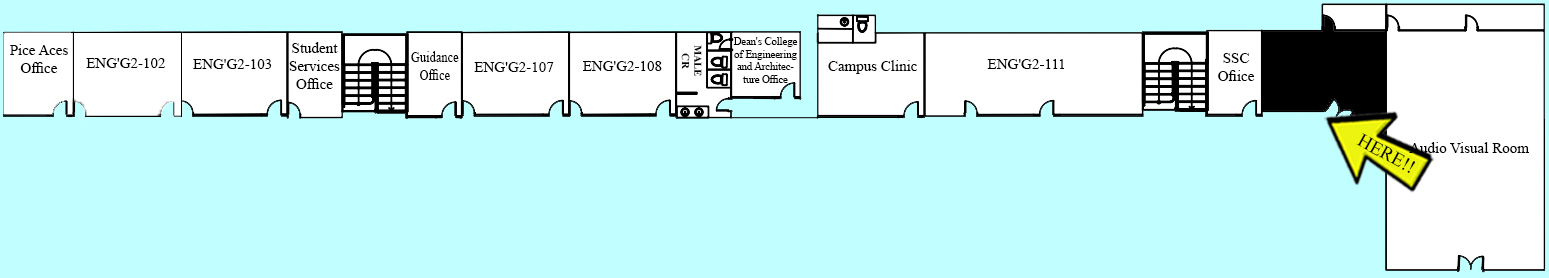 Pice Aces
Office
ENG'G2-102
ENG'G2-103
Student
Services
Office
Guidance
Office
ENG'G2-107
ENG'G2-108
MALE
CR
Dean's College
of Engineering
and Architec-
ture Office
Campus Clinic
ENG'G2-111
SSC
Ofiice
HERE!!
Audio Visual Room